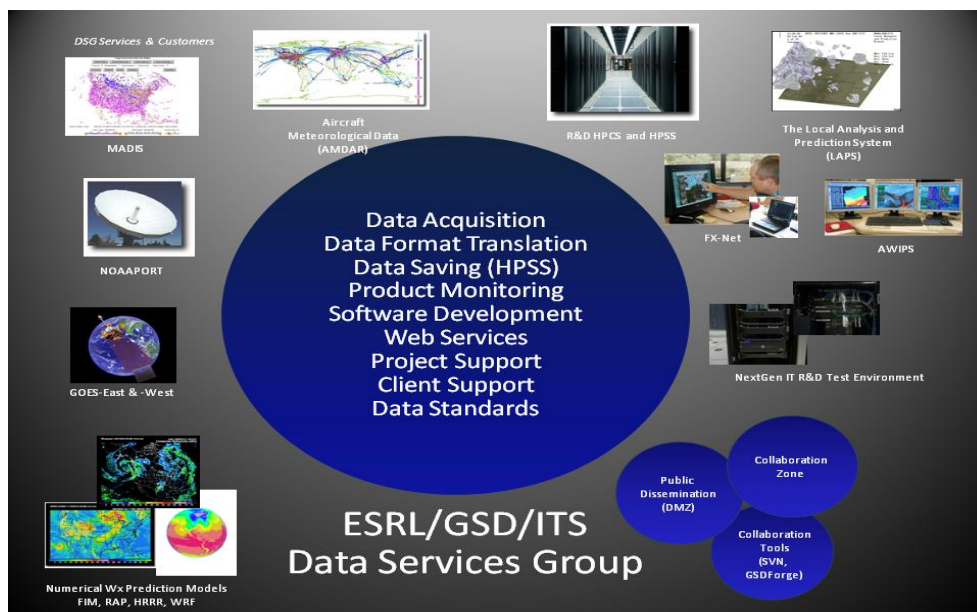 DSG Services & Customers
MADIS
Aircraft
Meteorological Data
(AMDAR)
R&D HPCS and HPSS
The Local Analysis and
Prediction System
(LAPS)
NOAAPORT
FX-Net
AWIPS
Data Acquisition
Data Format Translation
Data Saving (HPSS)
Product Monitoring
Software Development
Web Services
Project Support
Client Support
Data Standards
GOES-East & -West
NextGen IT R&D Test Environment
Public
Dissemination
(DMZ)
Collaboration
Zone
Collaboration
Tools
(SVN,
GSDForge)
ESRL/GSD/ITS
Data Services Group
Numerical Wx Prediction Models
FIM, RAP, HRRR, WRF